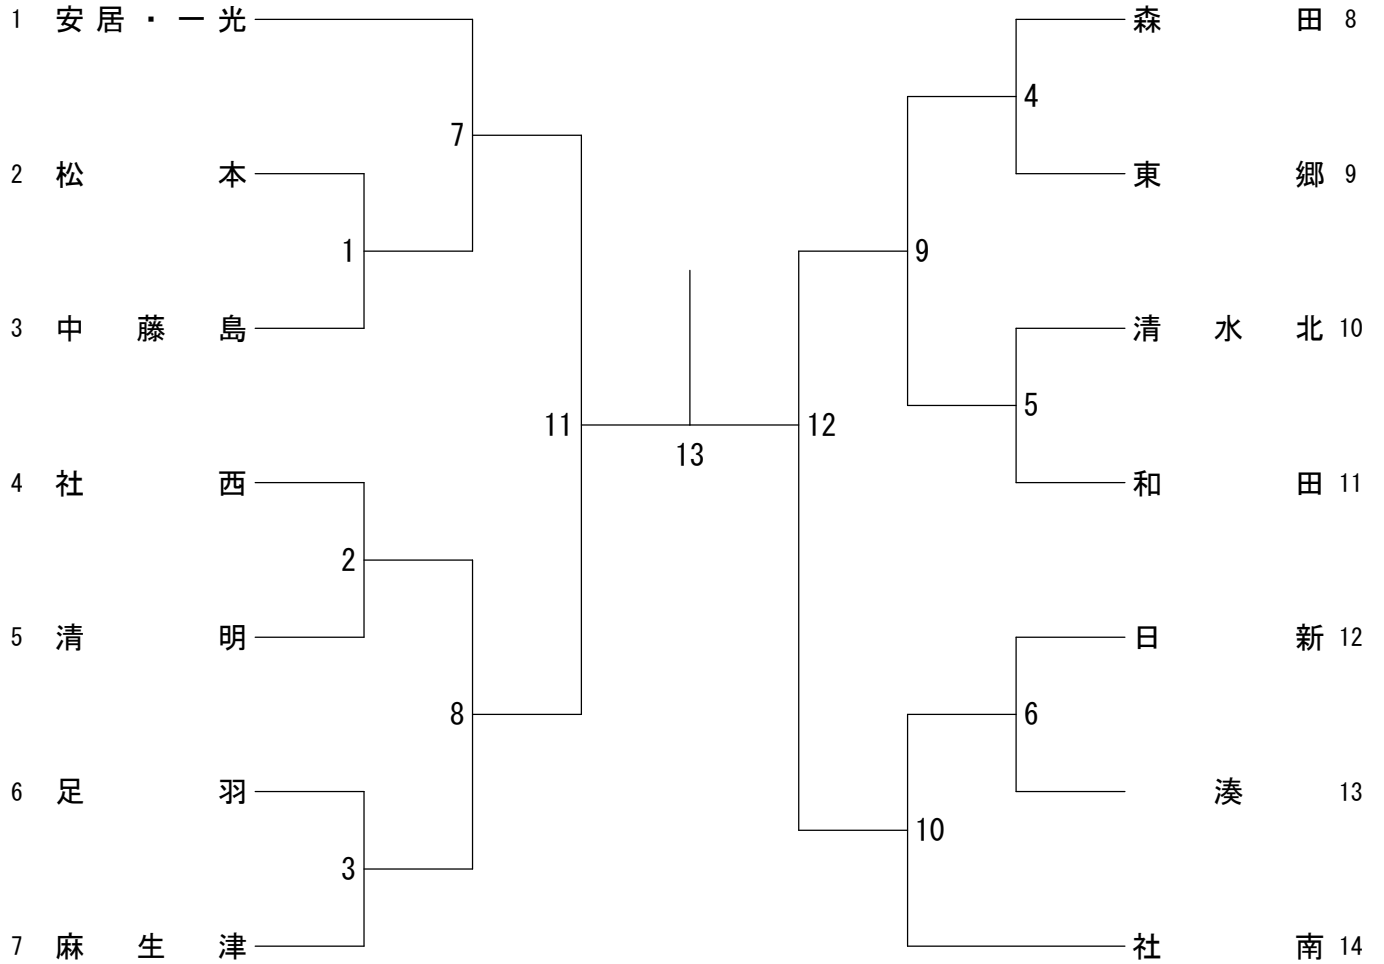 1 安居・一光
森田 8
4
7
2 松本
東郷 9
1
9
3 中藤島
清水北 10
5
11
12
13
4 社西
和田 11
2
5 清明
日新 12
8
6
6 足羽
湊 13
10
3
7 麻生津
社南 14